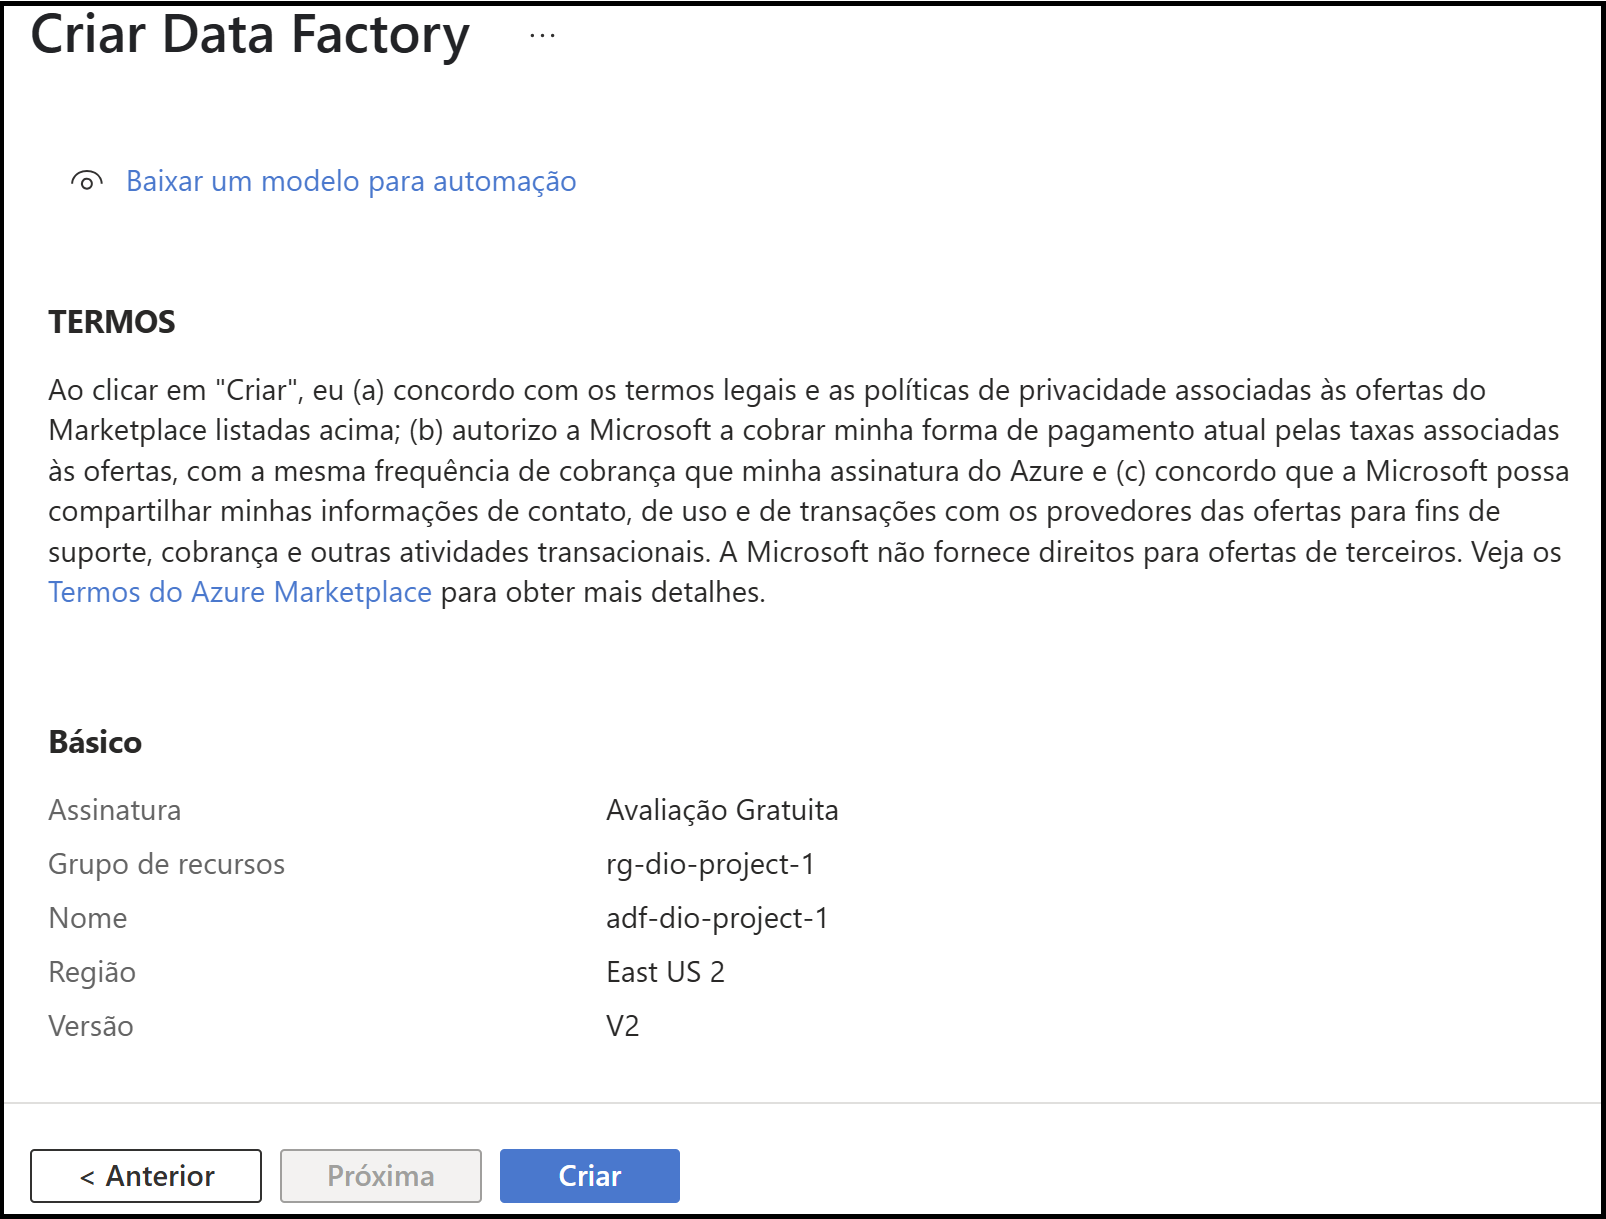 Criar Data Factory ...
Baixar um modelo para automação
TERMOS
Ao clicar em "Criar", eu (a) concordo com os termos legais e as políticas de privacidade associadas às ofertas do
Marketplace listadas acima; (b) autorizo a Microsoft a cobrar minha forma de pagamento atual pelas taxas associadas
às ofertas, com a mesma frequência de cobrança que minha assinatura do Azure e (c) concordo que a Microsoft possa
compartilhar minhas informações de contato, de uso e de transações com os provedores das ofertas para fins de
suporte, cobrança e outras atividades transacionais. A Microsoft não fornece direitos para ofertas de terceiros. Veja os
Termos do Azure Marketplace para obter mais detalhes.
Básico
Assinatura Avaliação Gratuita
Grupo de recursos rg-dio-project-1
Nome adf-dio-project-1
Região East US 2
Versão V2
< Anterior Próxima Criar